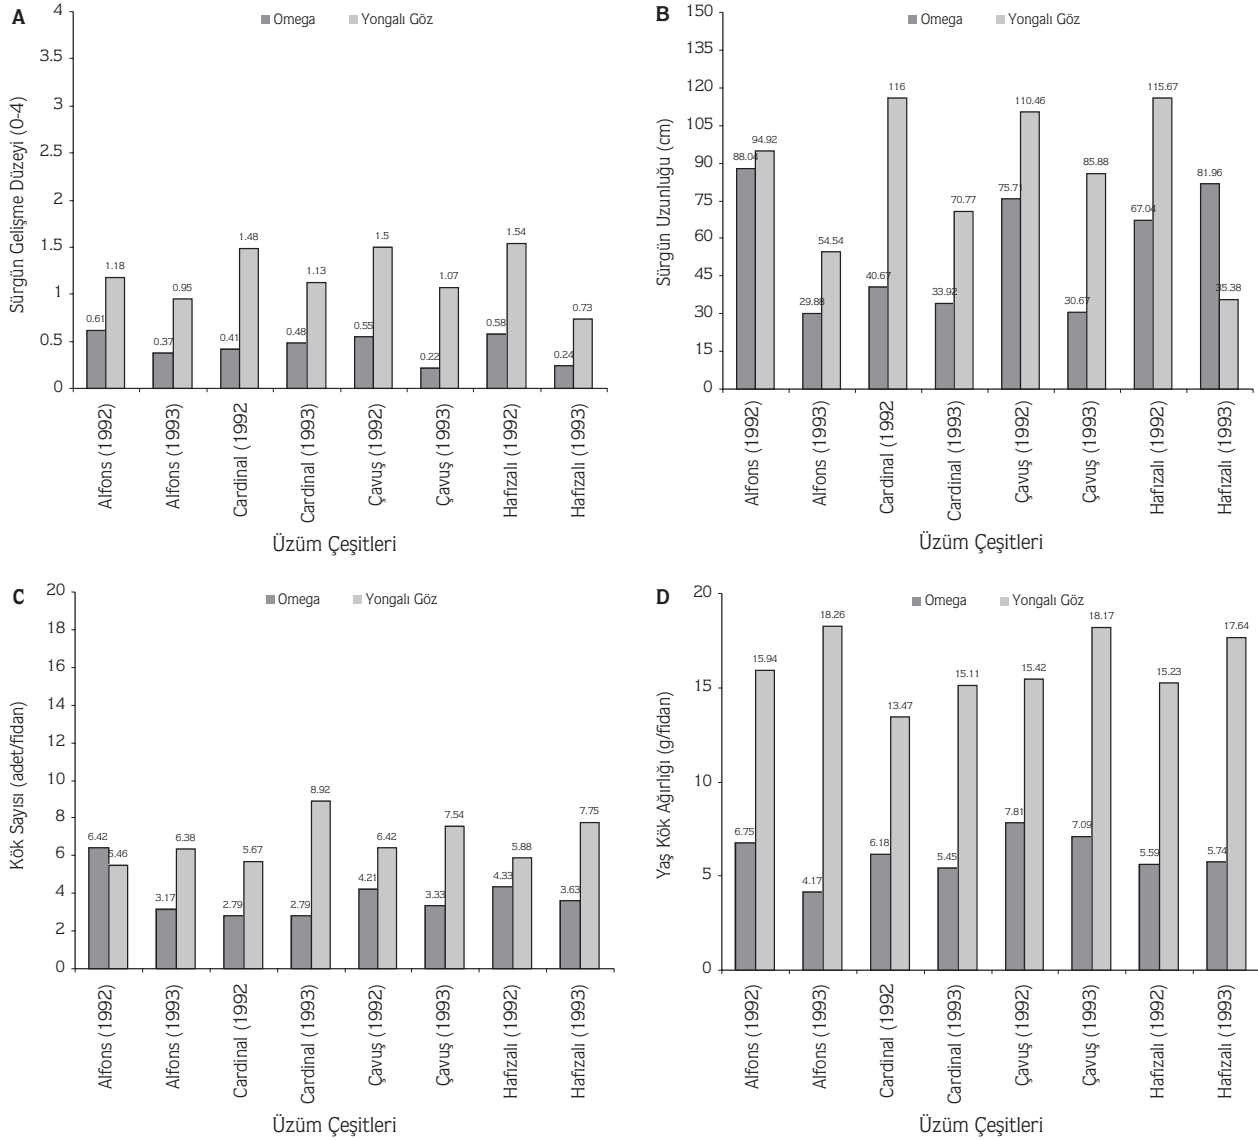 A
Omega Yongalı Göz
Sürgün Gelişme Düzeyi (0-4)
4
3.5
3
2.5
2
1.5
1
0.5
0
0.61 1.18 0.37 0.95 0.41 1.48 0.48 1.13 0.55 1.5 0.22 1.07 0.58 1.54 0.24 0.73
Alfons (1992)
Alfons (1993)
Cardinal (1992
Cardinal (1993)
Çavuş (1992)
Çavuş (1993)
Hafızalı (1992)
Hafızalı (1993)
Üzüm Çeşitleri
B
Omega Yongalı Göz
Sürgün Uzunluğu (cm)
150
135
120
105
90
75
60
45
30
15
0
88.04 94.92 29.88 54.54 40.67 116 33.92 70.77 75.71 110.46 30.67 85.88 67.04 115.67 81.96 35.38
Alfons (1992)
Alfons (1993)
Cardinal (1992
Cardinal (1993)
Çavuş (1992)
Çavuş (1993)
Hafızalı (1992)
Hafızalı (1993)
Üzüm Çeşitleri
C
Omega Yongalı Göz
Kök Sayısı (adet/fidan)
20
18
16
14
12
10
8
6
4
2
0
6.42 5.46 3.17 6.38 2.79 5.67 2.79 8.92 4.21 6.42 3.33 7.54 4.33 5.88 3.63 7.75
Alfons (1992)
Alfons (1993)
Cardinal (1992
Cardinal (1993)
Çavuş (1992)
Çavuş (1993)
Hafızalı (1992)
Hafızalı (1993)
Üzüm Çeşitleri
D
Omega Yongalı Göz
Yaş Kök Ağırlığı (g/fidan)
20
15
10
5
0
6.75 15.94 4.17 18.26 6.18 13.47 5.45 15.11 7.81 15.42 7.09 18.17 5.59 15.23 5.74 17.64
Alfons (1992)
Alfons (1993)
Cardinal (1992
Cardinal (1993)
Çavuş (1992)
Çavuş (1993)
Hafızalı (1992)
Hafızalı (1993)
Üzüm Çeşitleri